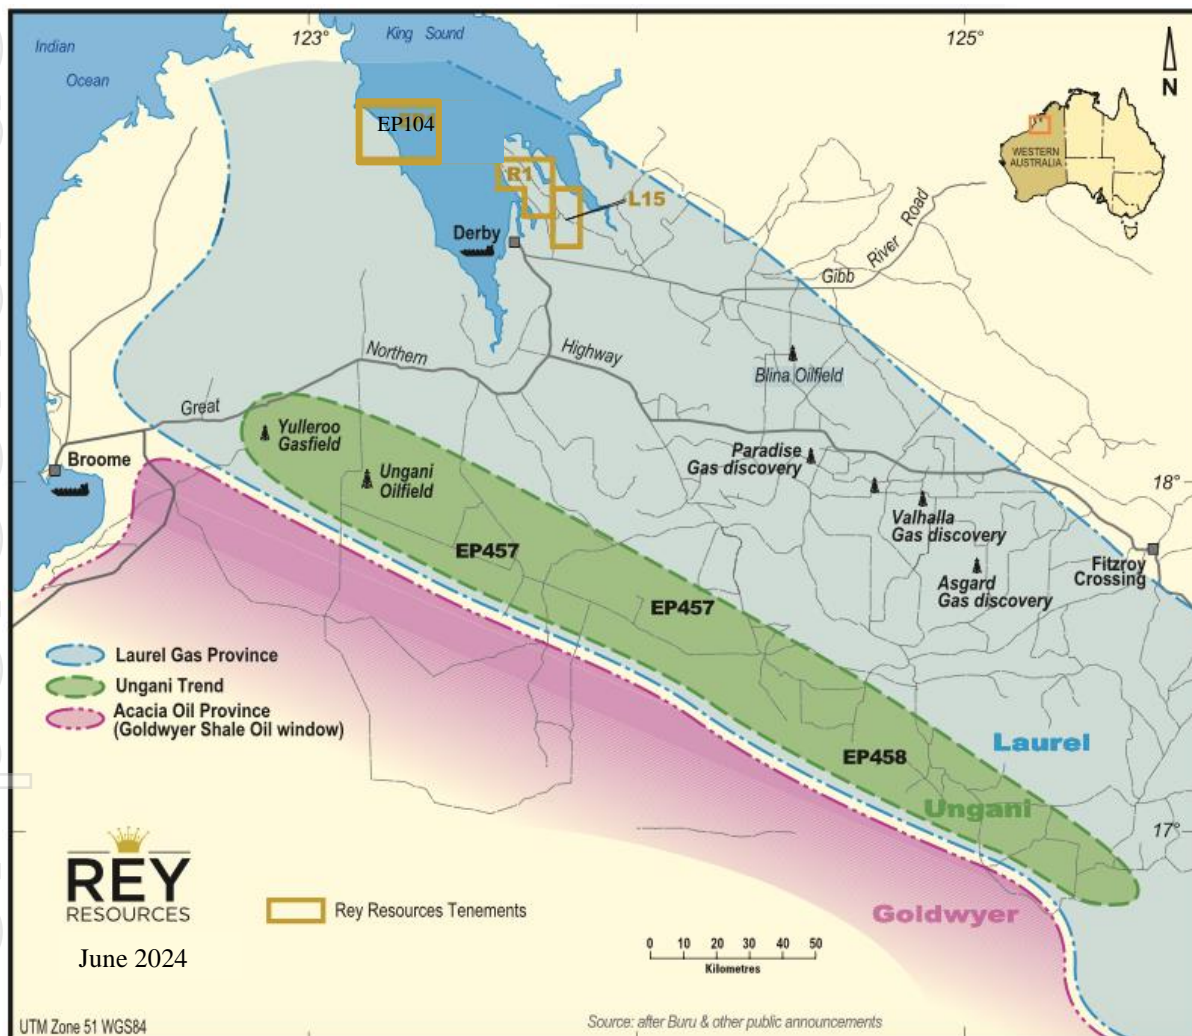 Indian
Ocean
123°
King Sound
125°
N
WESTERN
AUSTRALIA
EP104
R1
L15
Derby
Gibb River Road
Blina Oilfield
Great Northern Highway
Yulleroo
Gasfield
Ungani
Oilfield
Broome
Paradise
Gas discovery
18°
Valhalla
Gas discovery
Asgard
Gas discovery
Fitzroy
Crossing
EP457
EP457
EP458
Laurel Gas Province
Ungani Trend
Acacia Oil Province
(Goldwyer Shale Oil window)
Laurel
Ungani
17°
Goldwyer
REY
RESOURCES
June 2024
Rey Resources Tenements
0 10 20 30 40 50
Kilometres
UTM Zone 51 WGS84
Source: after Buru & other public announcements